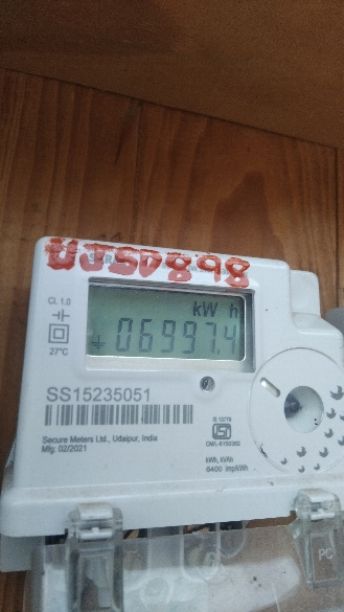 UJSD898
CL 1.0
kW h
06997.4
27°C
SS15235051
Secure Meters Ltd., Udaipur, India
Mfg. 02/2021
kWh, kVAh
6400 imp/kWh
PC